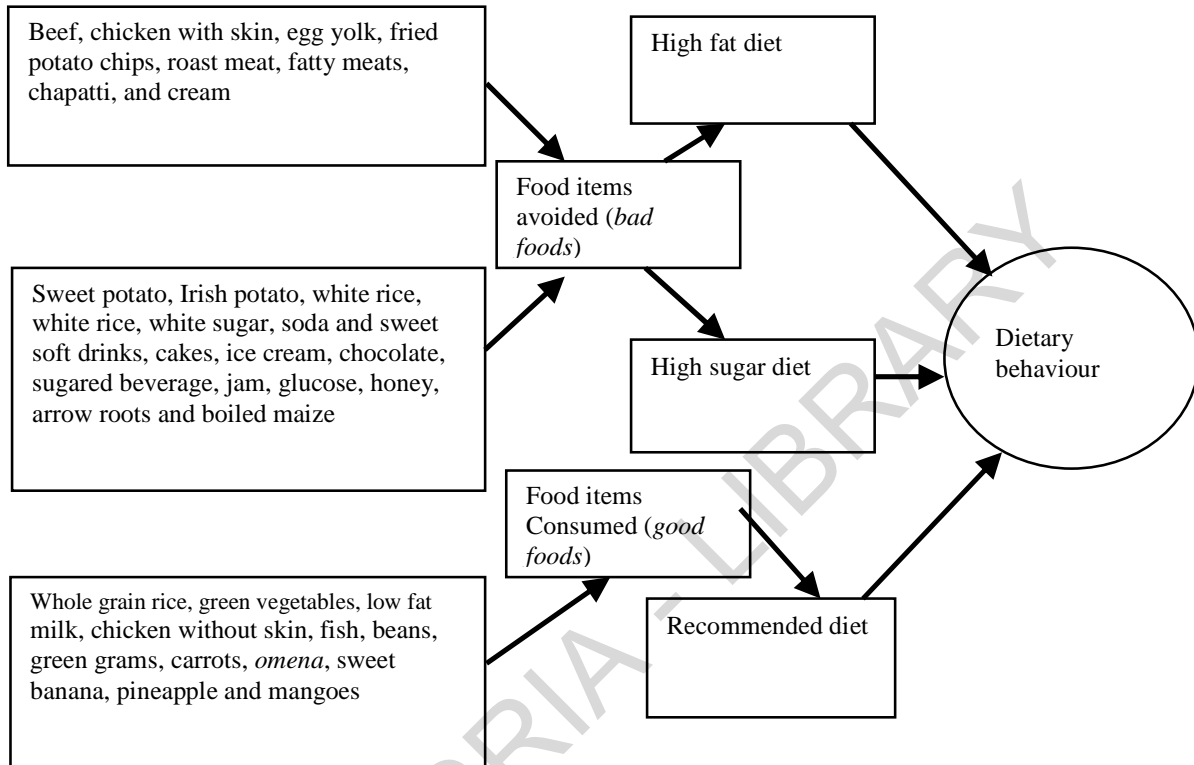 Beef, chicken with skin, egg yolk, fried
potato chips, roast meat, fatty meats,
chapatti, and cream
High fat diet
Food items
avoided (bad
foods)
Sweet potato, Irish potato, white rice,
white rice, white sugar, soda and sweet
soft drinks, cakes, ice cream, chocolate,
sugared beverage, jam, glucose, honey,
arrow roots and boiled maize
High sugar diet
Dietary
behaviour
Food items
Consumed (good
foods)
Whole grain rice, green vegetables, low fat
milk, chicken without skin, fish, beans,
green grams, carrots, omena, sweet
banana, pineapple and mangoes
Recommended diet
RIA - LIBRARY